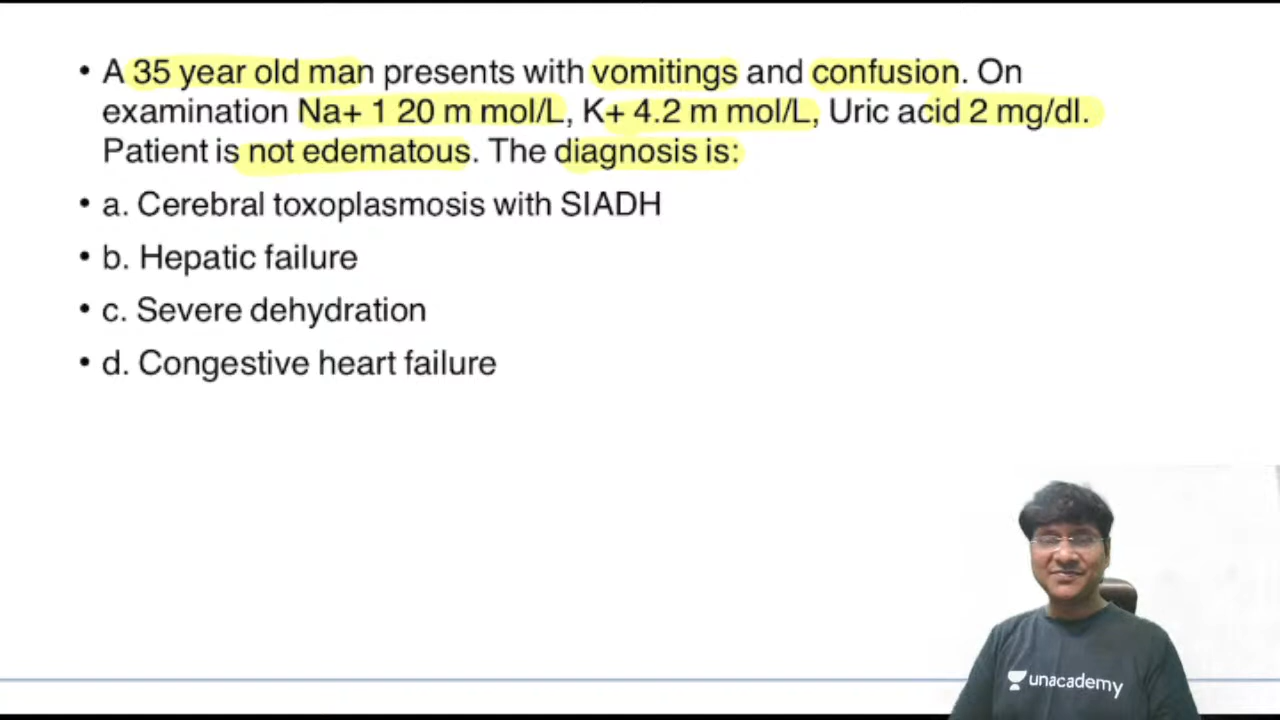 • A 35 year old man presents with vomitings and confusion. On
examination Na+ 1 20 m mol/L, K+ 4.2 m mol/L, Uric acid 2 mg/dl.
Patient is not edematous. The diagnosis is:
• a. Cerebral toxoplasmosis with SIADH
• b. Hepatic failure
• c. Severe dehydration
• d. Congestive heart failure
unacademy